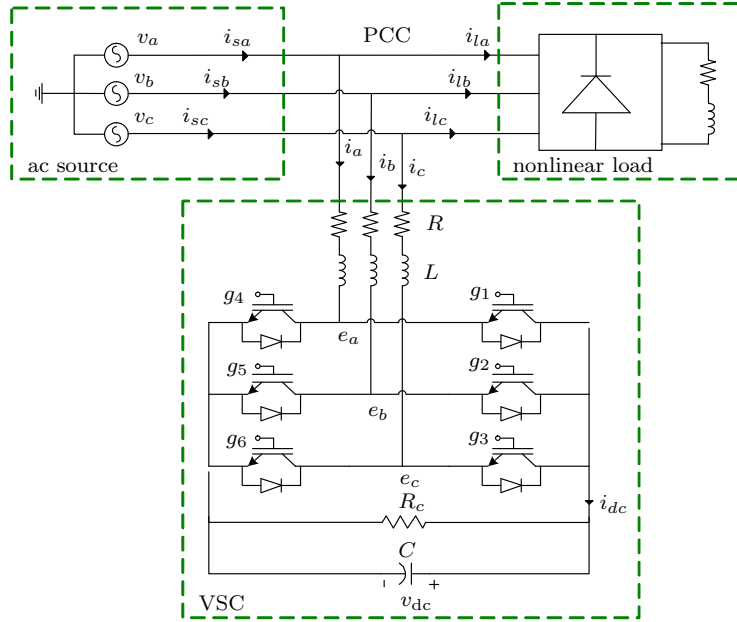 v_a i_sa PCC i_la
v_b i_sb i_lb
v_c i_sc i_lc
ac source i_a i_b i_c nonlinear load
R
L
g_4 g_1
e_a
g_5 g_2
e_b
g_6 g_3
e_c
R_c i_dc
C
- +
VSC v_dc